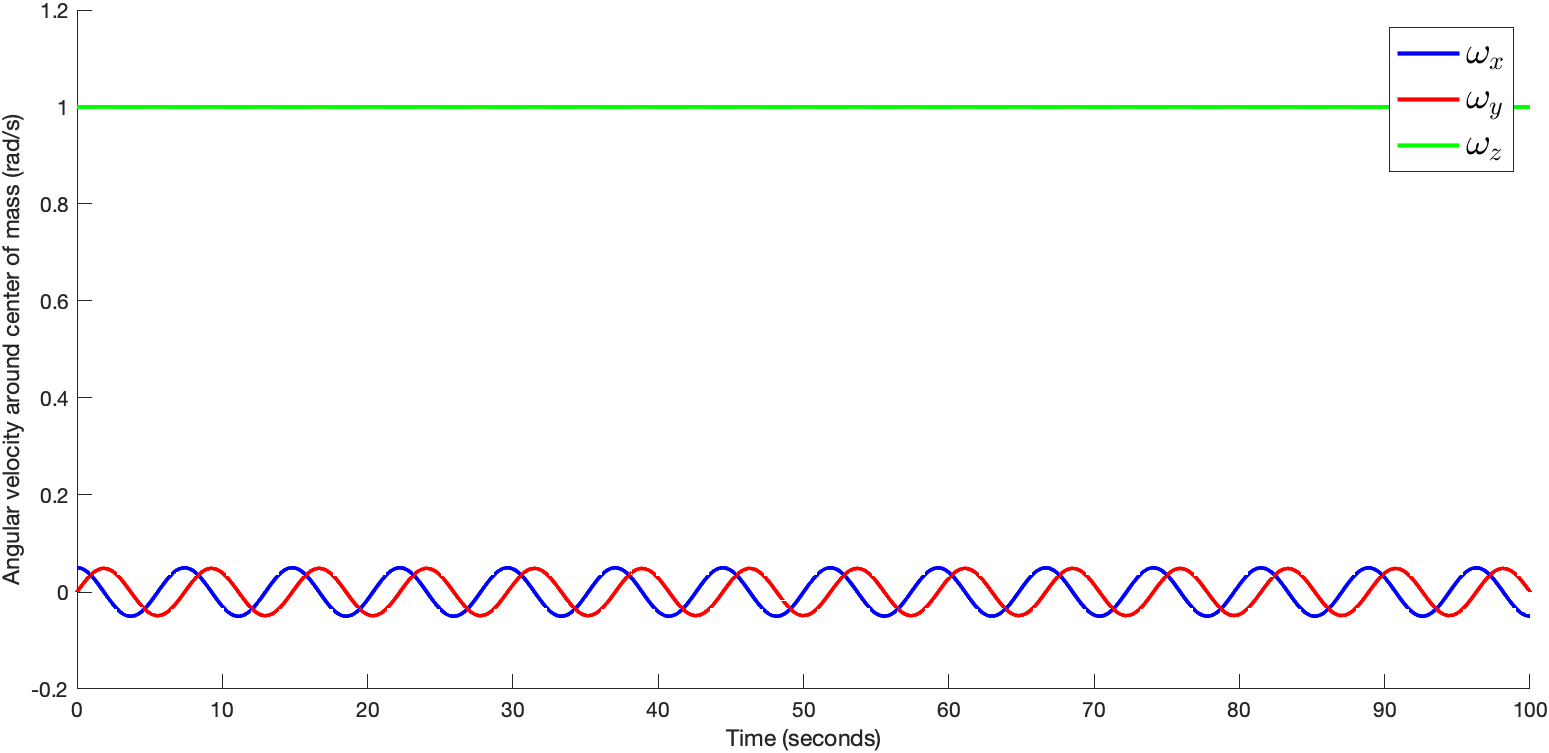 1.2
1
0.8
0.6
0.4
0.2
0
-0.2
Angular velocity around center of mass (rad/s)
ωx
ωy
ωz
0 10 20 30 40 50 60 70 80 90 100
Time (seconds)